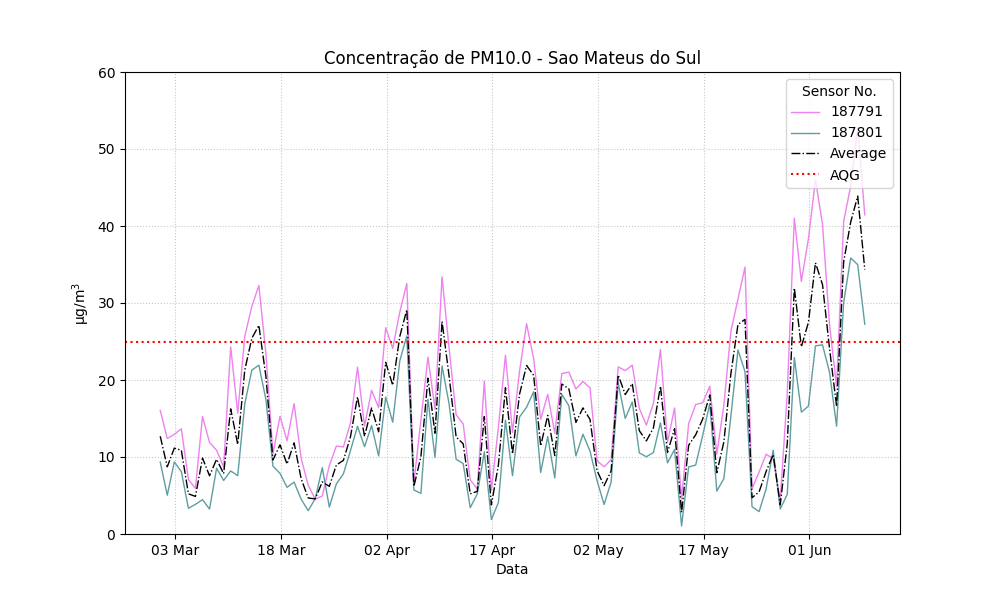 Concentração de PM10.0 - Sao Mateus do Sul
60
50
40
30
20
10
0
µg/m³
Sensor No.
187791
187801
Average
AQG
03 Mar
18 Mar
02 Apr
17 Apr
02 May
17 May
01 Jun
Data